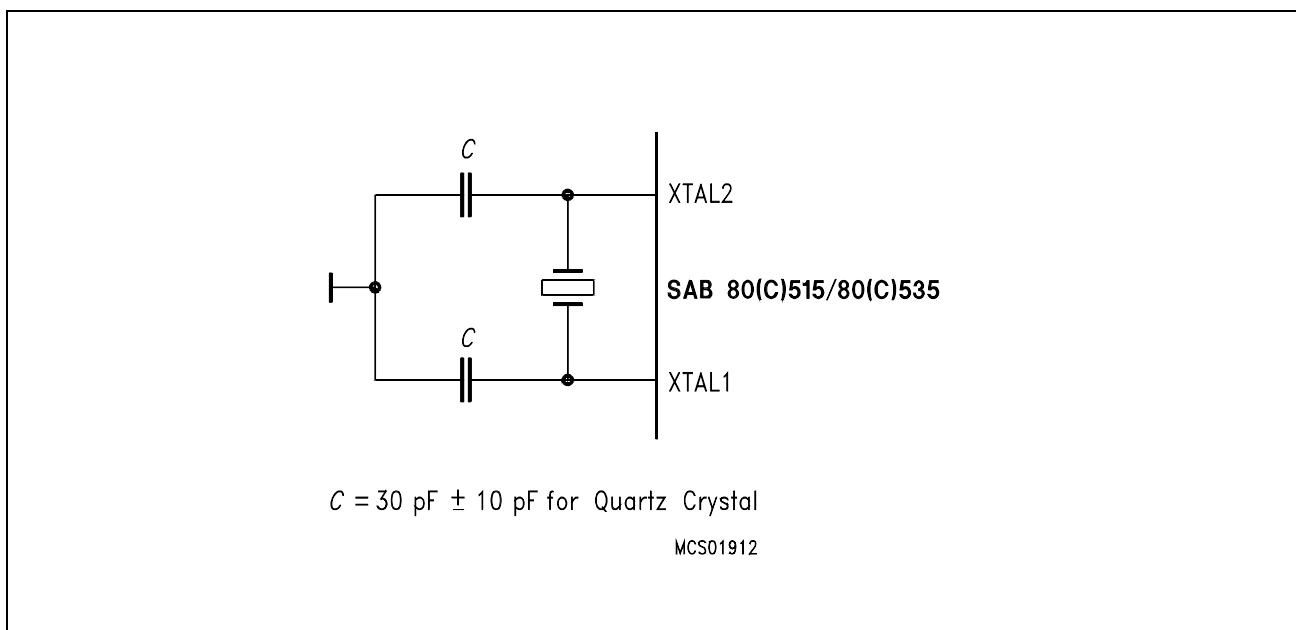 C
XTAL2
SAB 80(C)515/80(C)535
C
XTAL1
C = 30 pF ± 10 pF for Quartz Crystal
MCS01912